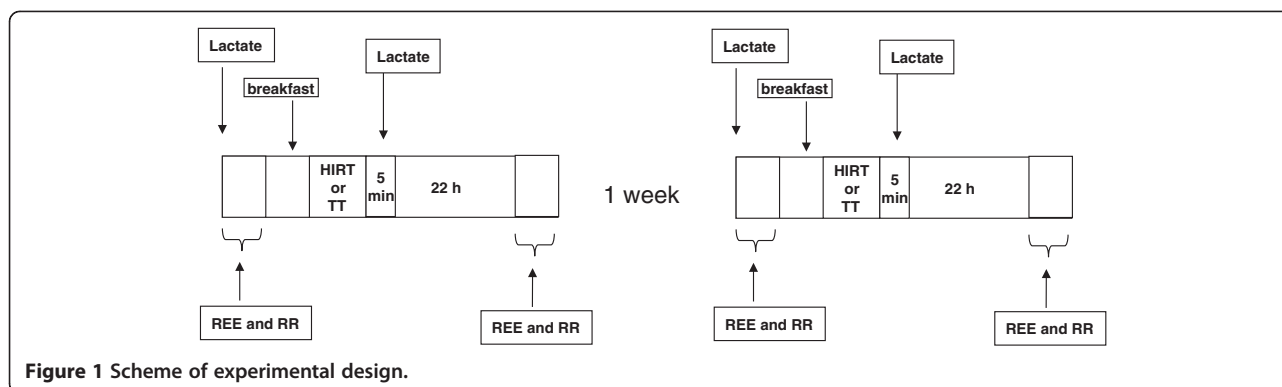 Lactate
breakfast
Lactate
HIRT
or
TT
5
min
22 h
REE and RR
REE and RR
1 week
Lactate
breakfast
Lactate
HIRT
or
TT
5
min
22 h
REE and RR
REE and RR
Figure 1 Scheme of experimental design.